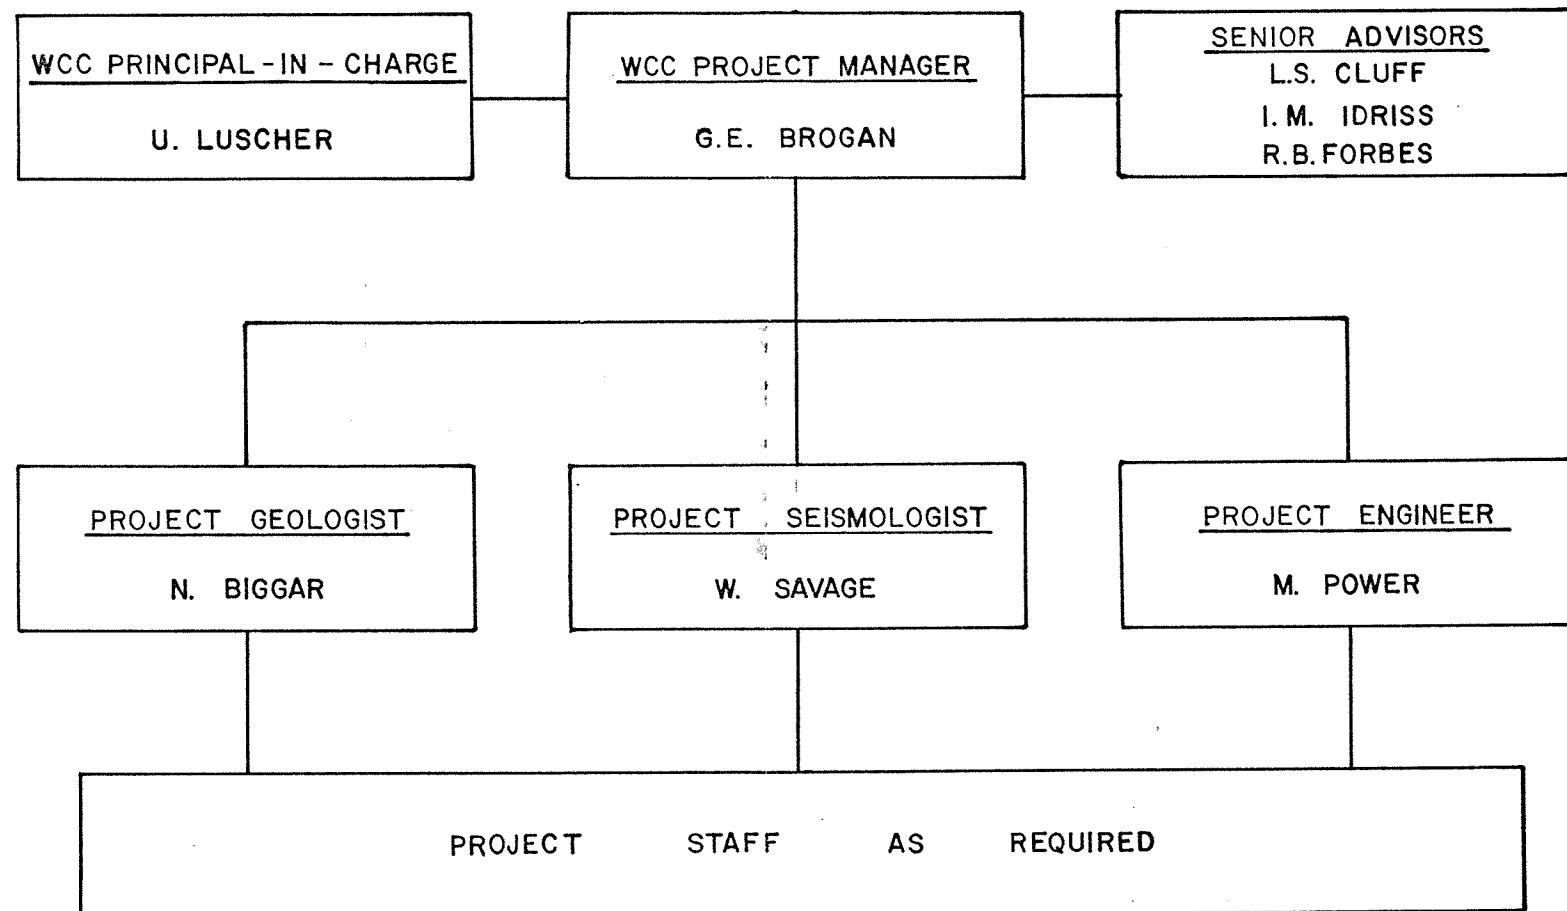 WCC PRINCIPAL-IN-CHARGE
U. LUSCHER
WCC PROJECT MANAGER
G.E. BROGAN
SENIOR ADVISORS
L.S. CLUFF
I.M. IDRISS
R.B. FORBES
PROJECT GEOLOGIST
N. BIGGAR
PROJECT SEISMOLOGIST
W. SAVAGE
PROJECT ENGINEER
M. POWER
PROJECT STAFF AS REQUIRED